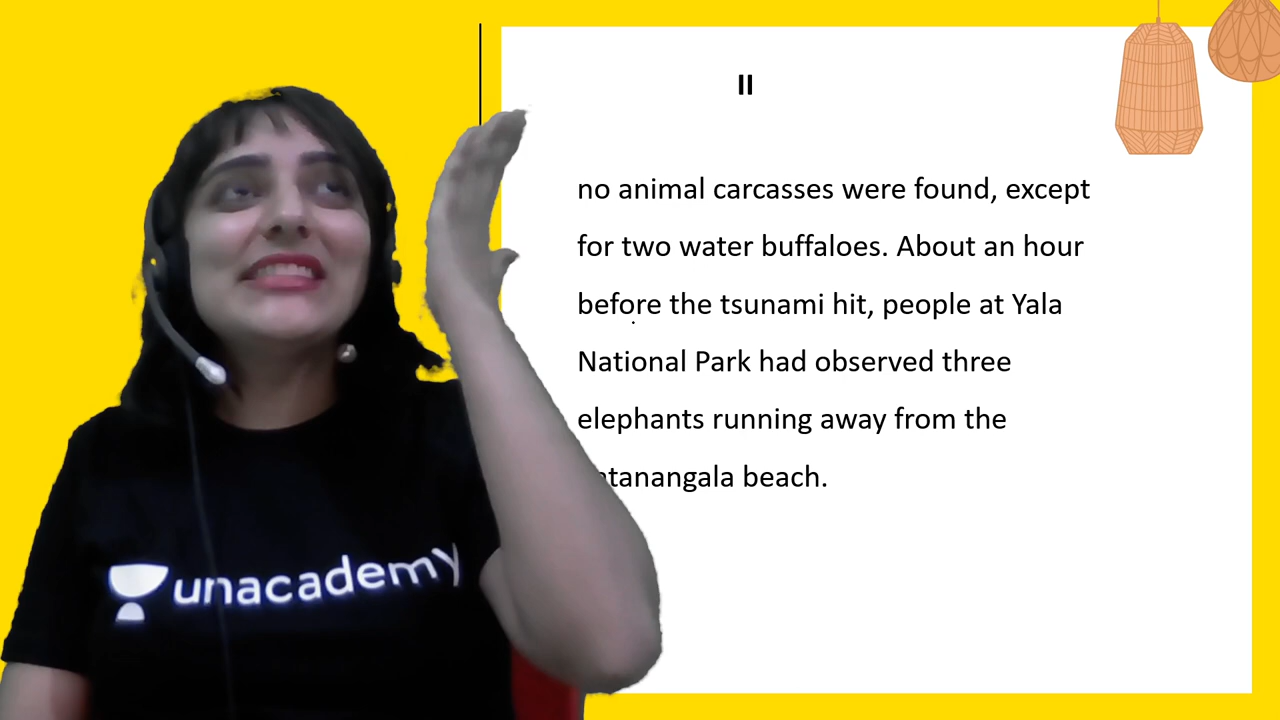 II
no animal carcasses were found, except
for two water buffaloes. About an hour
before the tsunami hit, people at Yala
National Park had observed three
elephants running away from the
beach.
unacademy